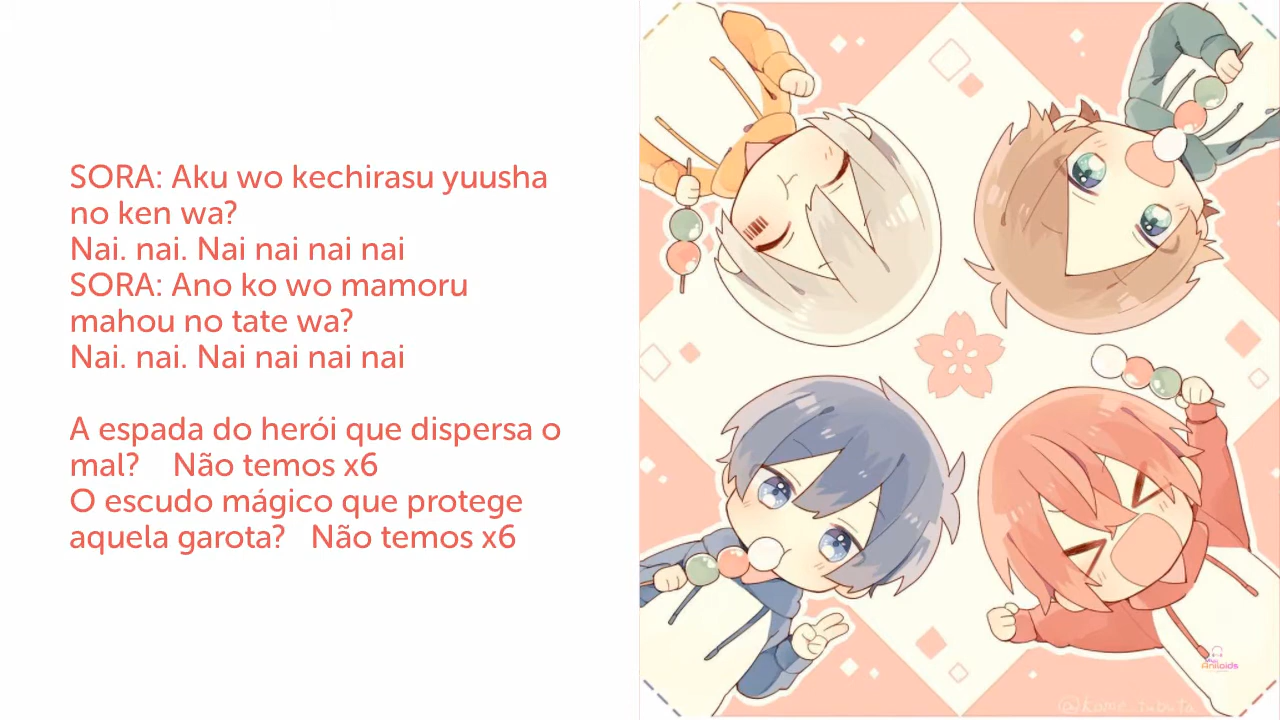 SORA: Aku wo kechirasu yuusha
no ken wa?
Nai. nai. Nai nai nai nai
SORA: Ano ko wo mamoru
mahou no tate wa?
Nai. nai. Nai nai nai nai
A espada do herói que dispersa o
mal? Não temos x6
O escudo mágico que protege
aquela garota? Não temos x6
Aniloids